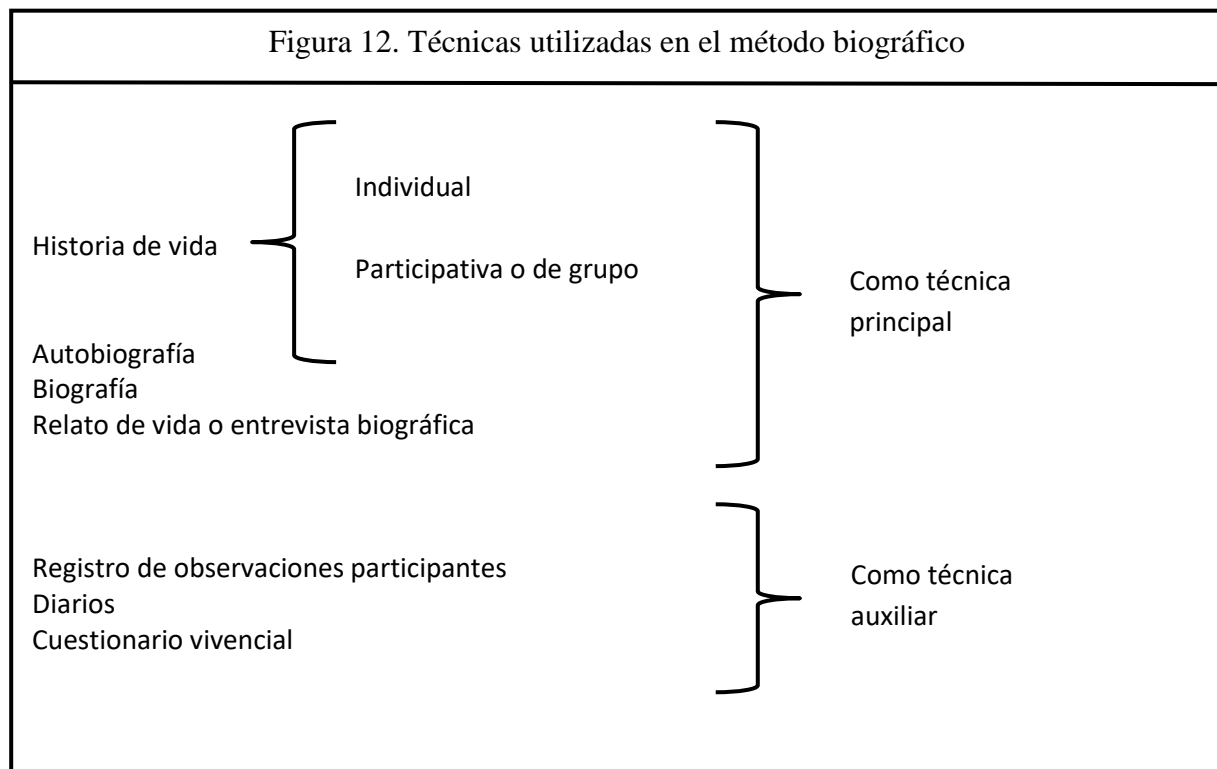 Figura 12. Técnicas utilizadas en el método biográfico
Individual
Historia de vida
Participativa o de grupo
Como técnica
principal
Autobiografía
Biografía
Relato de vida o entrevista biográfica
Registro de observaciones participantes
Diarios
Cuestionario vivencial
Como técnica
auxiliar